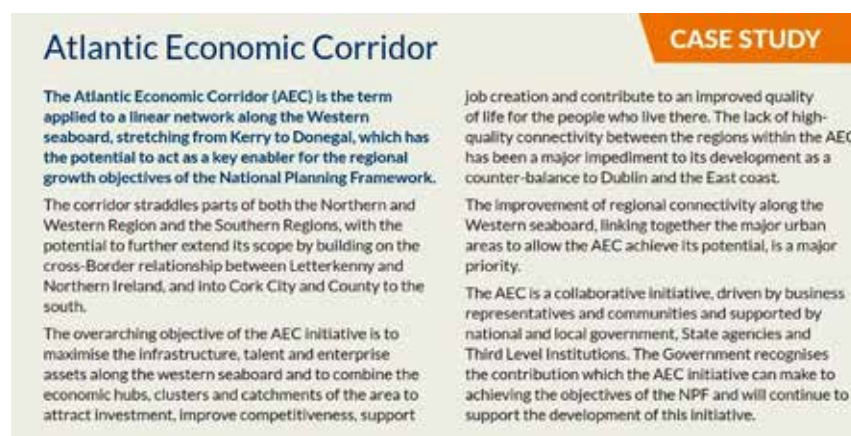 Atlantic Economic Corridor
CASE STUDY
The Atlantic Economic Corridor (AEC) is the term
applied to a linear network along the Western
seaboard, stretching from Kerry to Donegal, which has
the potential to act as a key enabler for the regional
growth objectives of the National Planning Framework.
The corridor straddles parts of both the Northern and
Western Region and the Southern Regions, with the
potential to further extend its scope by building on the
cross-Border relationship between Letterkenny and
Northern Ireland, and into Cork City and County to the
south.
The overarching objective of the AEC initiative is to
maximise the infrastructure, talent and enterprise
assets along the western seaboard and to combine the
economic hubs, clusters and catchments of the area to
attract investment, improve competitiveness, support
job creation and contribute to an improved quality
of life for the people who live there. The lack of high-
quality connectivity between the regions within the AEC
has been a major impediment to its development as a
counter-balance to Dublin and the East coast.
The improvement of regional connectivity along the
Western seaboard, linking together the major urban
areas to allow the AEC achieve its potential, is a major
priority.
The AEC is a collaborative initiative, driven by business
representatives and communities and supported by
national and local government, State agencies and
Third Level Institutions. The Government recognises
the contribution which the AEC initiative can make to
achieving the objectives of the NPF and will continue to
support the development of this initiative.